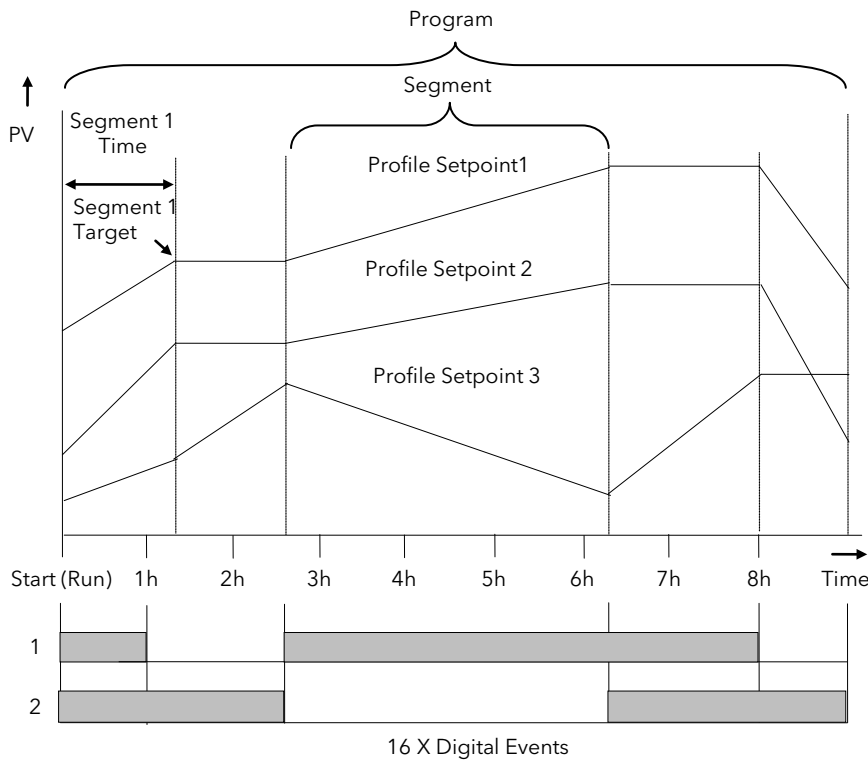 Program
Segment
PV
Segment 1
Time
Profile Setpoint1
Segment 1
Target
Profile Setpoint 2
Profile Setpoint 3
Start (Run) 1h 2h 3h 4h 5h 6h 7h 8h Time
1
2
16 X Digital Events